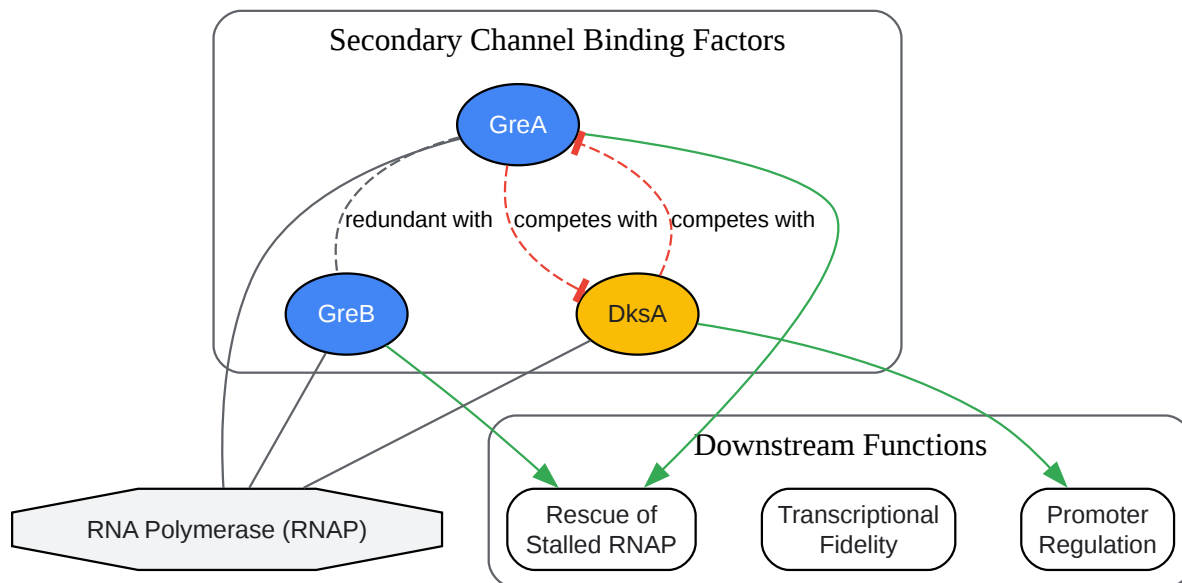 Secondary Channel Binding Factors
GreA
redundant with
competes with
competes with
GreB
DksA
Downstream Functions
RNA Polymerase (RNAP)
Rescue of
Stalled RNAP
Transcriptional
Fidelity
Promoter
Regulation